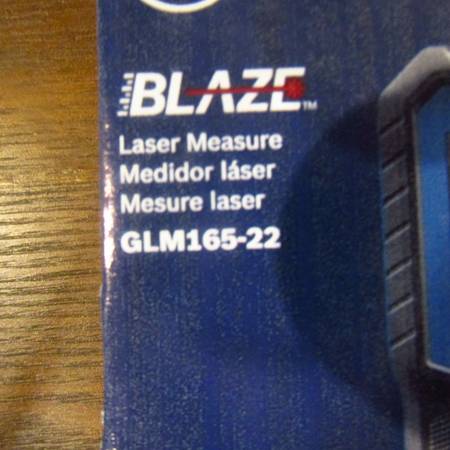 BLAZE™
Laser Measure
Medidor láser
Mesure laser
GLM165-22